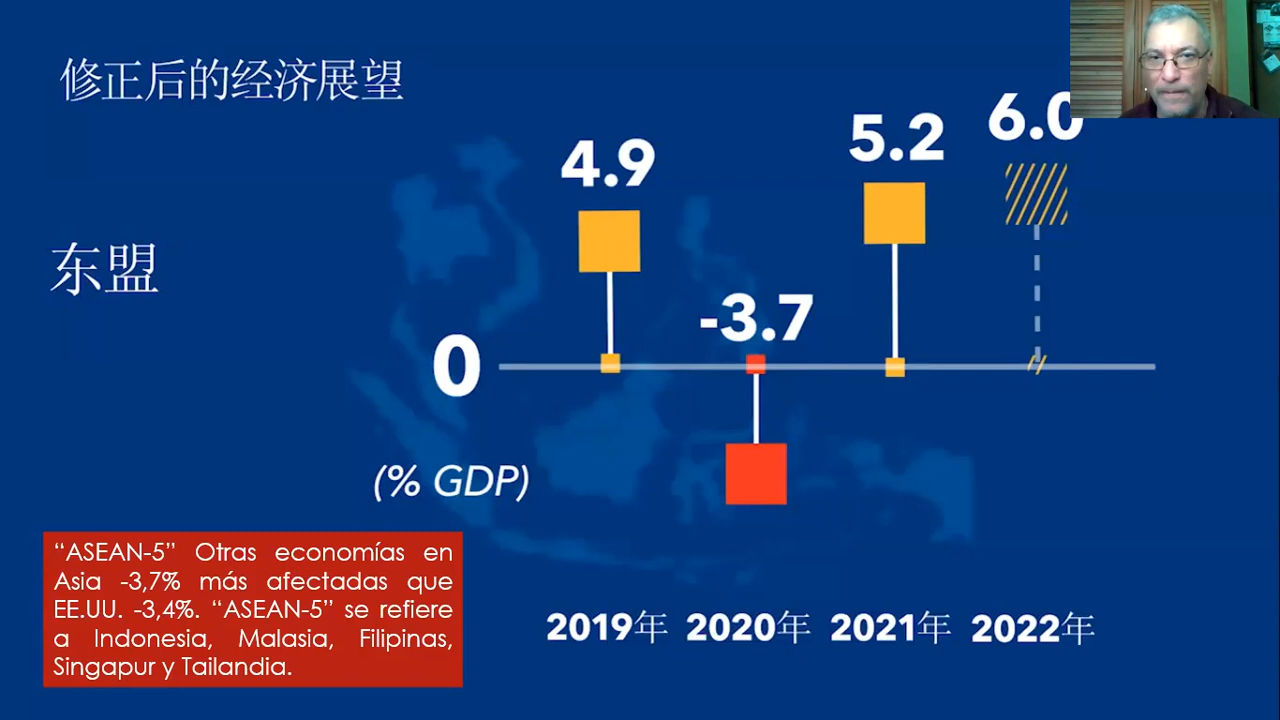 修正后的经济展望
东盟
4.9
-3.7
5.2
6.0
0
(% GDP)
2019年 2020年 2021年 2022年
“ASEAN-5” Otras economías en
Asia -3,7% más afectadas que
EE.UU. -3,4%. “ASEAN-5” se refiere
a Indonesia, Malasia, Filipinas,
Singapur y Tailandia.